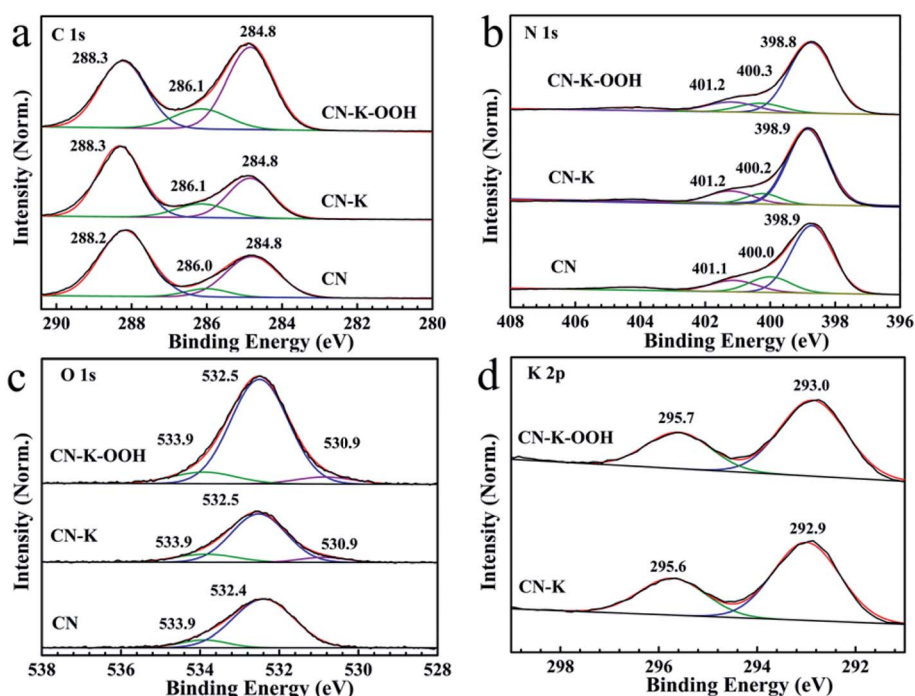 a
C 1s
288.3
286.1
284.8
CN-K-OOH
288.3
286.1
284.8
CN-K
288.2
286.0
284.8
CN
Intensity (Norm.)
290 288 286 284 282 280
Binding Energy (eV)
b
N 1s
CN-K-OOH
401.2
400.3
398.8
CN-K
401.2
400.2
398.9
CN
401.1
400.0
398.9
Intensity (Norm.)
408 406 404 402 400 398 396
Binding Energy (eV)
c
O 1s
532.5
533.9
530.9
CN-K-OOH
532.5
533.9
530.9
CN-K
532.4
533.9
CN
Intensity (Norm.)
538 536 534 532 530 528
Binding Energy (eV)
d
K 2p
CN-K-OOH
295.7
293.0
CN-K
295.6
292.9
Intensity (Norm.)
298 296 294 292
Binding Energy (eV)